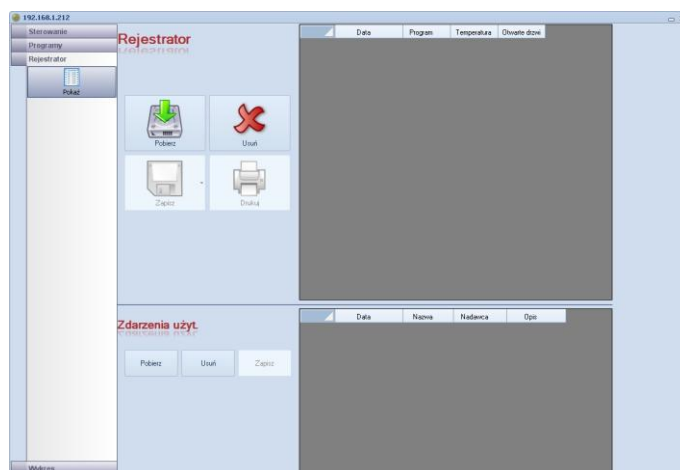 192.168.1.212
Sterowanie
Programy
Rejestrator
Pokaż
Rejestrator
Pobierz
Usuń
Zapisz
Drukuj
Data Program Temperatura Otwarte drzwi
Zdarzenia użyt.
Pobierz Usuń Zapisz
Data Nazwa Nadawca Opis
Wykres